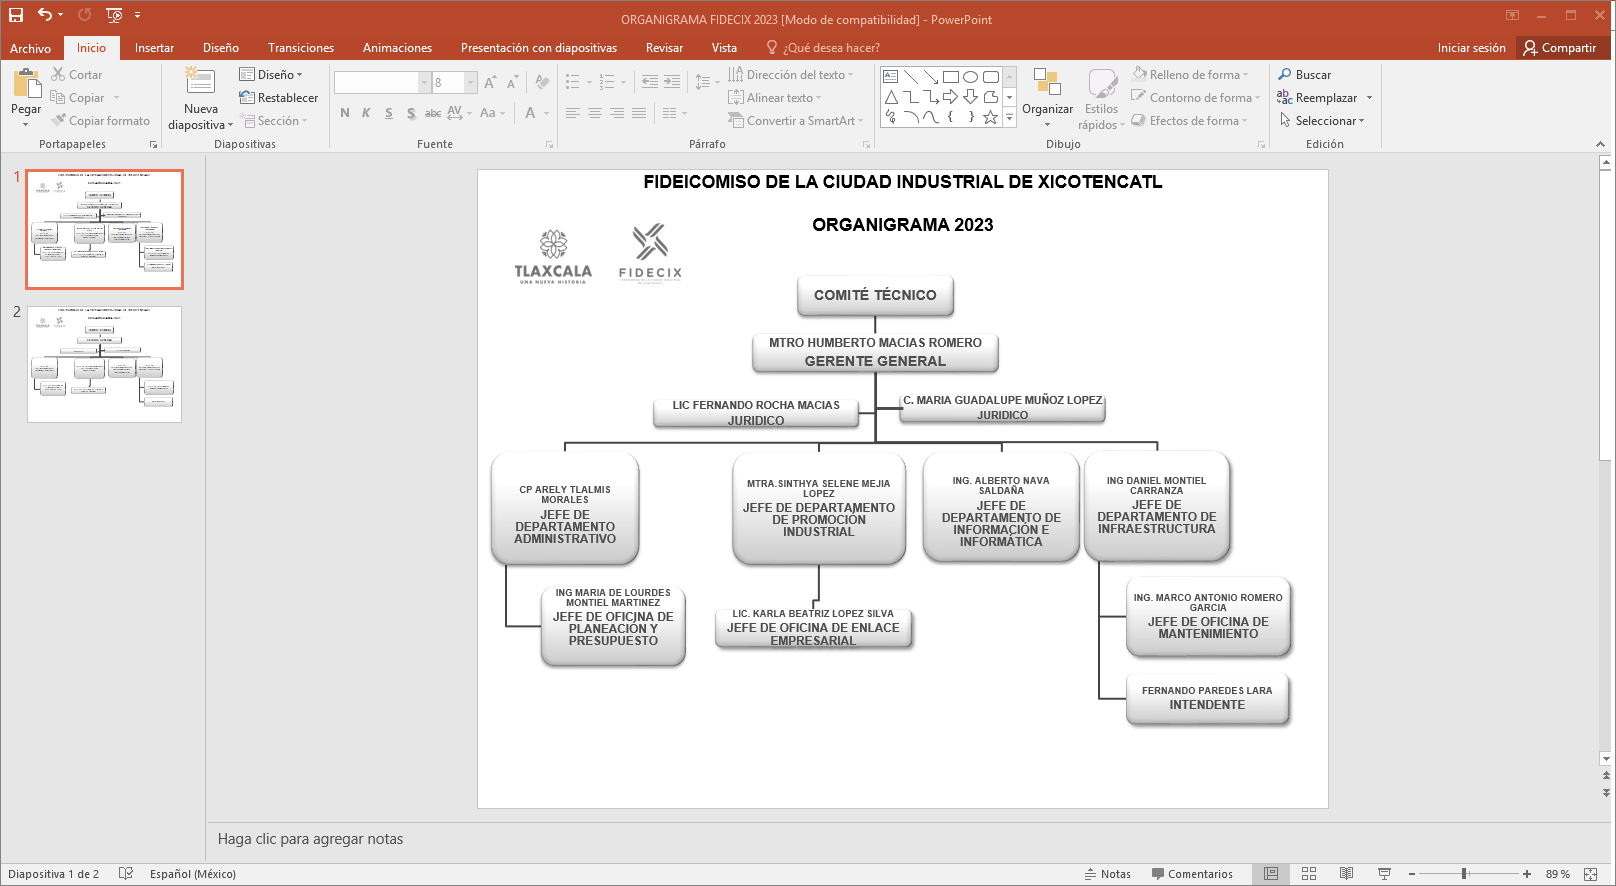 ORGANIGRAMA FIDECIX 2023 [Modo de compatibilidad] - PowerPoint
Archivo
Inicio
Insertar
Diseño
Transiciones
Animaciones
Presentación con diapositivas
Revisar
Vista
¿Qué desea hacer?
Iniciar sesión
Compartir
Pegar
Cortar
Copiar
Copiar formato
Portapapeles
Nueva
diapositiva
Diseño
Restablecer
Sección
Diapositivas
8
N K S S abc AV Aa A
Fuente
Dirección del texto
Alinear texto
Convertir a SmartArt
Párrafo
Organizar
Estilos
rápidos
Relleno de forma
Contorno de forma
Efectos de forma
Dibujo
Buscar
Reemplazar
Seleccionar
Edición
1
2
FIDEICOMISO DE LA CIUDAD INDUSTRIAL DE XICOTENCATL
ORGANIGRAMA 2023
TLAXCALA
UNA NUEVA HISTORIA
FIDECIX
COMITÉ TÉCNICO
MTRO HUMBERTO MACIAS ROMERO
GERENTE GENERAL
LIC FERNANDO ROCHA MACIAS
JURIDICO
C. MARIA GUADALUPE MUÑOZ LOPEZ
JURIDICO
CP ARELY TLALMIS
MORALES
JEFE DE
DEPARTAMENTO
ADMINISTRATIVO
MTRA.SINTHYA SELENE MEJIA
LOPEZ
JEFE DE DEPARTAMENTO
DE PROMOCIÓN
INDUSTRIAL
ING. ALBERTO NAVA
SALDAÑA
JEFE DE
DEPARTAMENTO DE
INFORMACIÓN E
INFORMÁTICA
ING DANIEL MONTIEL
CARRANZA
JEFE DE
DEPARTAMENTO DE
INFRAESTRUCTURA
ING MARIA DE LOURDES
MONTIEL MARTINEZ
JEFE DE OFICINA DE
PLANEACIÓN Y
PRESUPUESTO
LIC. KARLA BEATRIZ LOPEZ SILVA
JEFE DE OFICINA DE ENLACE
EMPRESARIAL
ING. MARCO ANTONIO ROMERO
GARCIA
JEFE DE OFICINA DE
MANTENIMIENTO
FERNANDO PAREDES LARA
INTENDENTE
Haga clic para agregar notas
Diapositiva 1 de 2
Español (México)
Notas
Comentarios
89 %